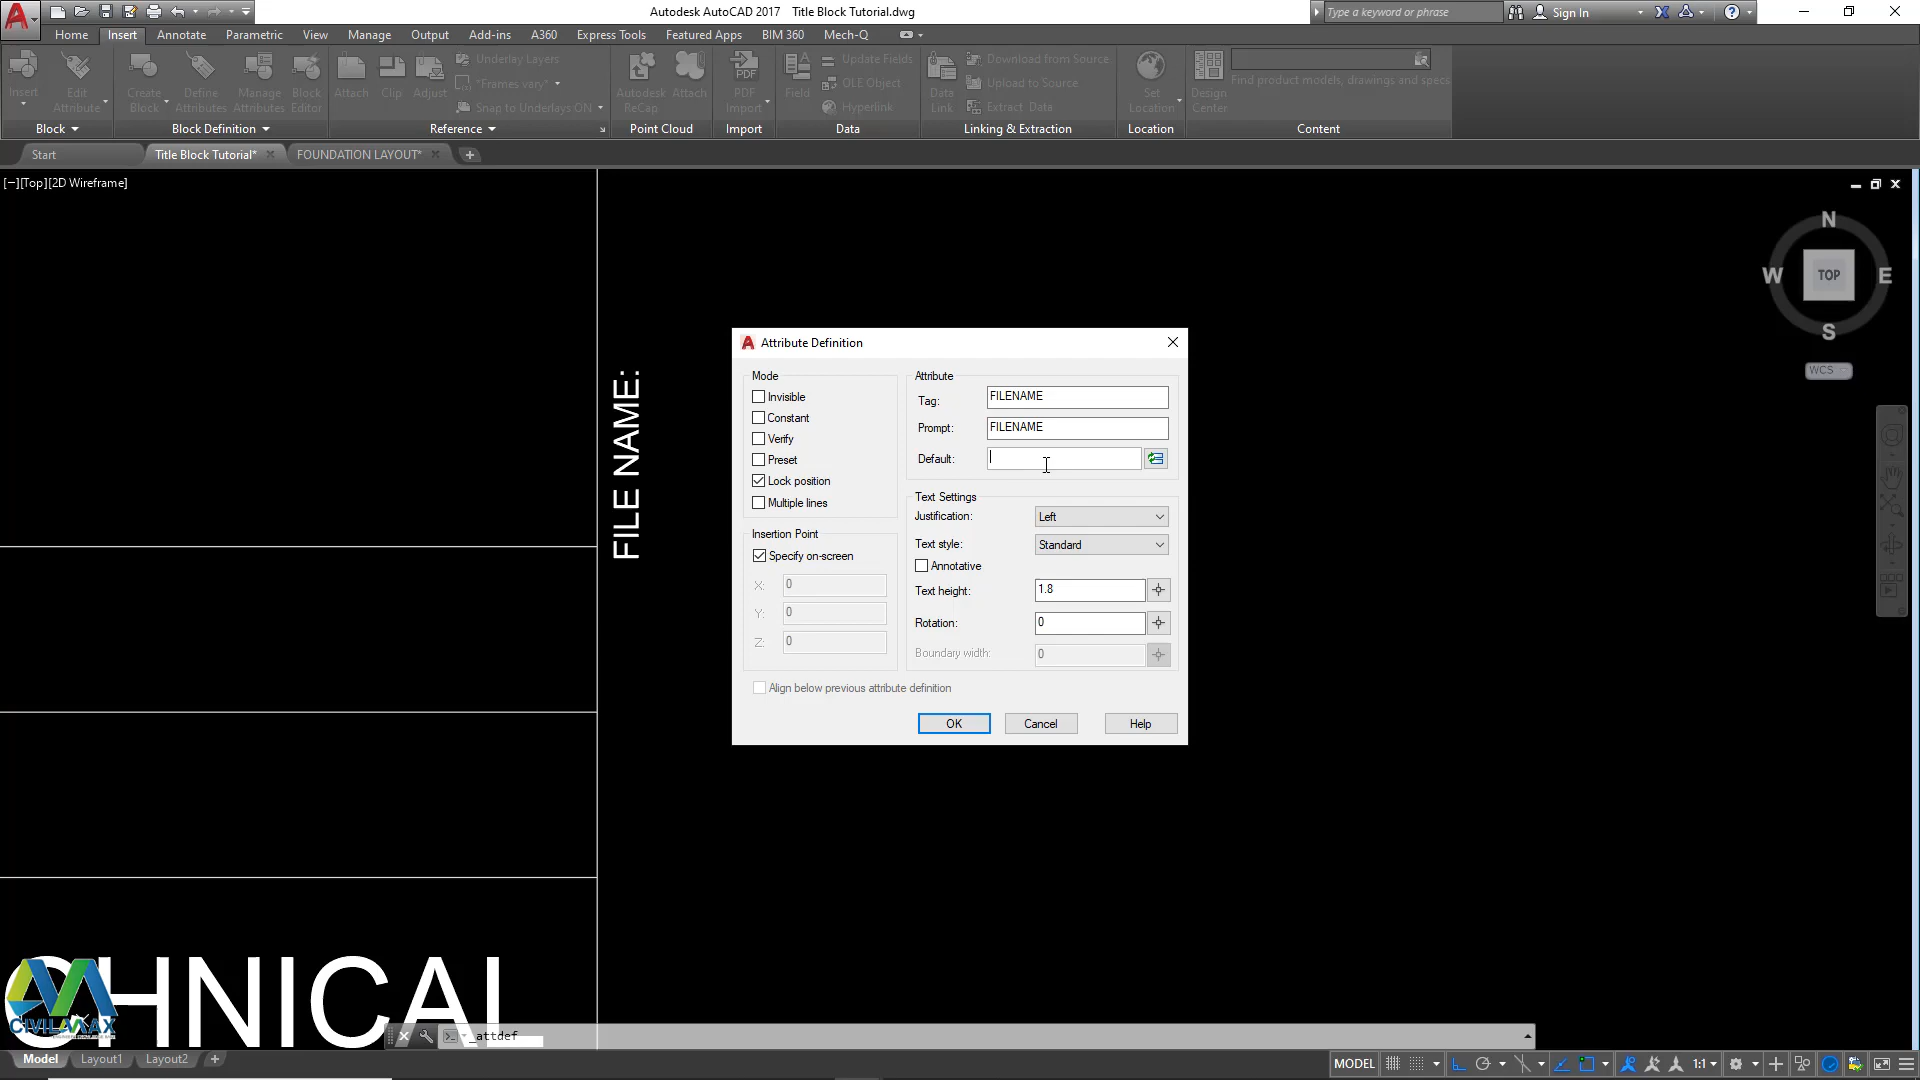 Autodesk AutoCAD 2017 Title Block Tutorial.dwg
Type a keyword or phrase
Sign In
Home Insert Annotate Parametric View Manage Output Add-ins A360 Express Tools Featured Apps BIM 360 Mech-Q
Insert
Edit Attribute
Create Block
Define Attributes
Manage Attributes
Block Editor
Attach
Clip
Adjust
Underlay Layers
*Frames vary*
Snap to Underlays ON
Autodesk ReCap
Attach
PDF Import
Field
Update Fields
OLE Object
Hyperlink
Data Link
Download from Source
Upload to Source
Extract Data
Set Location
Design Center
Find product models, drawings and specs
Block Block Definition Reference Point Cloud Import Data Linking & Extraction Location Content
Start Title Block Tutorial* FOUNDATION LAYOUT*
[−][Top][2D Wireframe]
N
W TOP E
S
WCS
FILE NAME:
Attribute Definition
Mode
Invisible
Constant
Verify
Preset
Lock position
Multiple lines
Insertion Point
Specify on-screen
X: 0
Y: 0
Z: 0
Align below previous attribute definition
Attribute
Tag: FILENAME
Prompt: FILENAME
Default:
Text Settings
Justification: Left
Text style: Standard
Annotative
Text height: 1.8
Rotation: 0
Boundary width: 0
OK Cancel Help
HNICAL
CIVILMAX
_attdef
Model Layout1 Layout2 +
MODEL 1:1